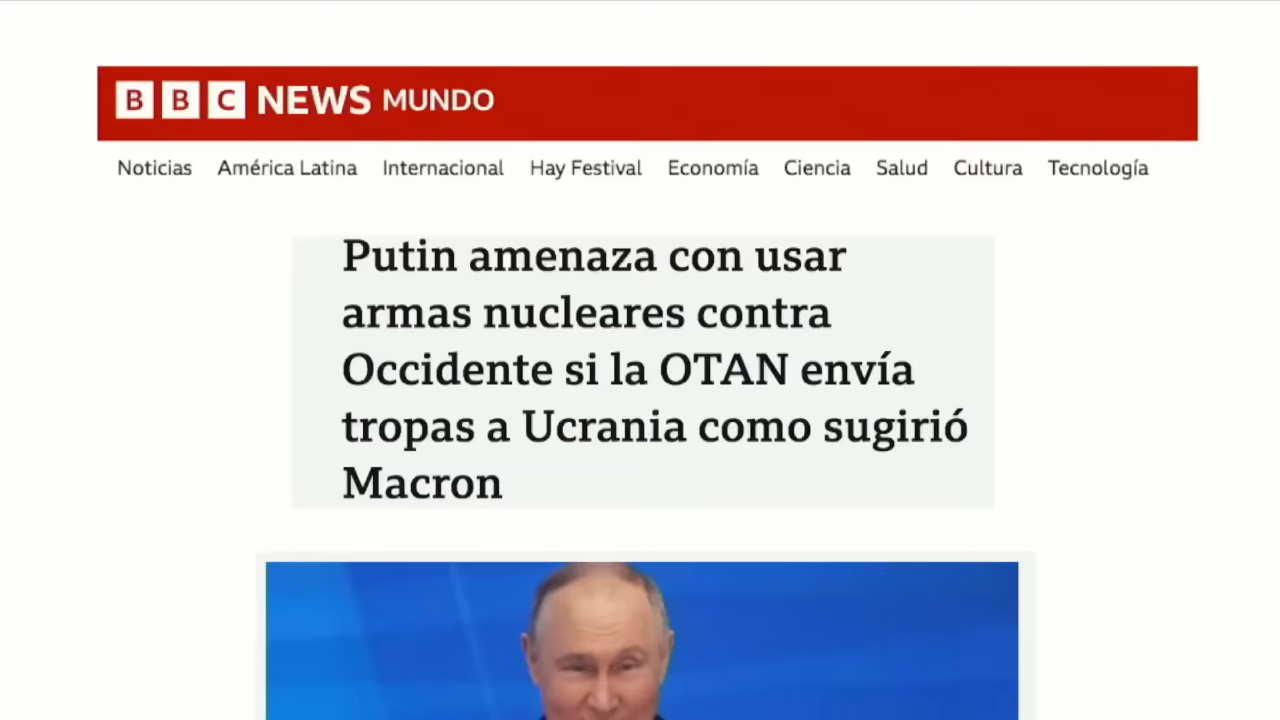 BBC NEWS MUNDO
Noticias América Latina Internacional Hay Festival Economía Ciencia Salud Cultura Tecnología
Putin amenaza con usar
armas nucleares contra
Occidente si la OTAN envía
tropas a Ucrania como sugirió
Macron